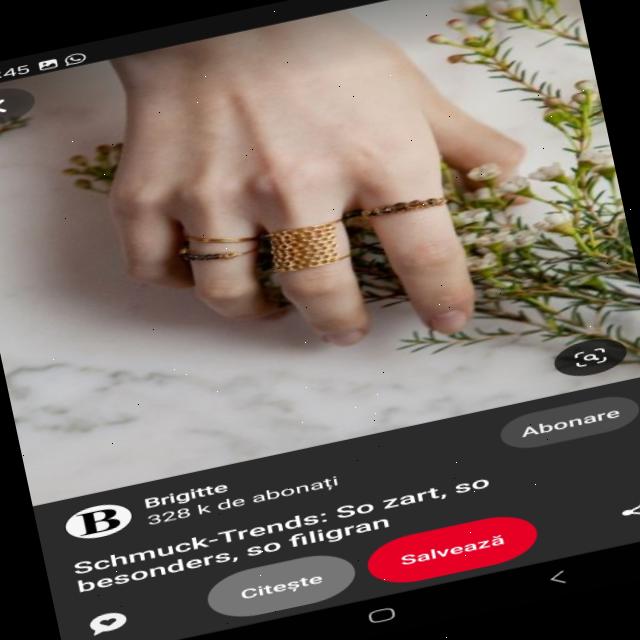 :45
Brigitte
328 k de abonați
Abonare
Schmuck-Trends: So zart, so
besonders, so filigran
Citește
Salvează